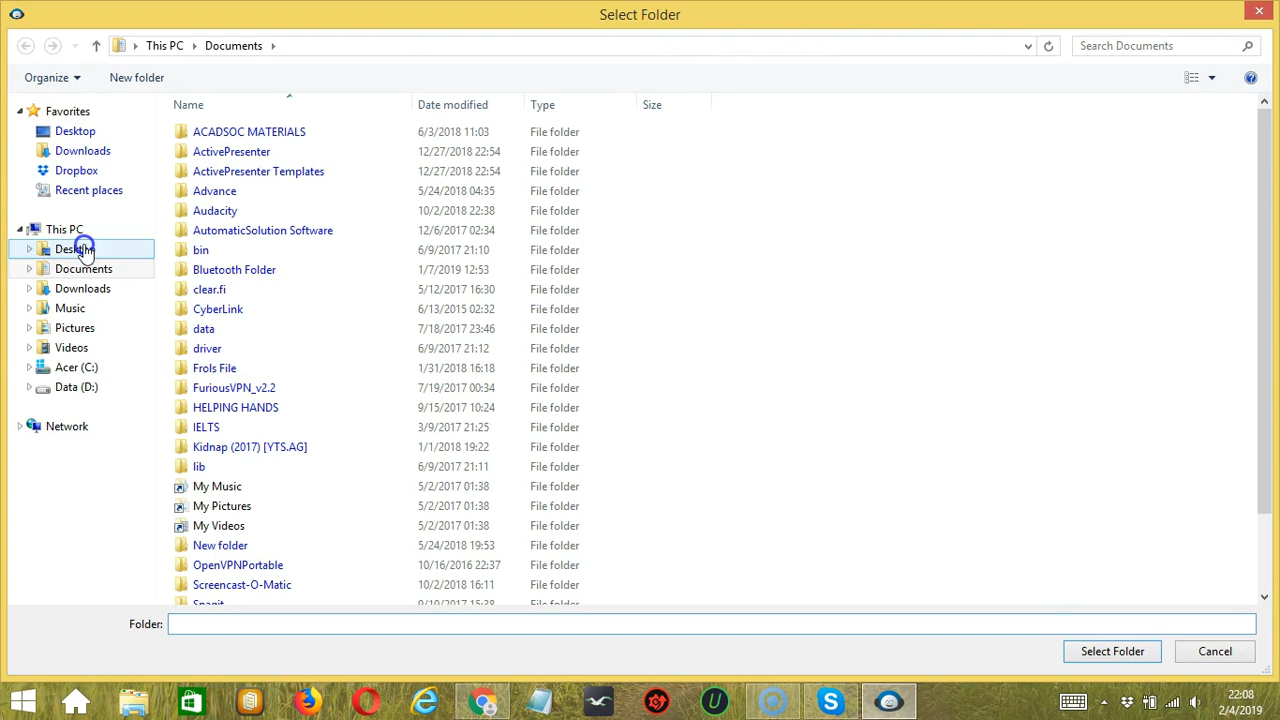 Select Folder
This PC Documents Search Documents
Organize New folder
Name Date modified Type Size
Favorites
Desktop
Downloads
Dropbox
Recent places
This PC
Documents
Downloads
Music
Pictures
Videos
Acer (C:)
Data (D:)
Network
ACADSOC MATERIALS 6/3/2018 11:03 File folder
ActivePresenter 12/27/2018 22:54 File folder
ActivePresenter Templates 12/27/2018 22:54 File folder
Advance 5/24/2018 04:35 File folder
Audacity 10/2/2018 22:38 File folder
AutomaticSolution Software 12/6/2017 02:34 File folder
bin 6/9/2017 21:10 File folder
Bluetooth Folder 1/7/2019 12:53 File folder
clear.fi 5/12/2017 16:30 File folder
CyberLink 6/13/2015 02:32 File folder
data 7/18/2017 23:46 File folder
driver 6/9/2017 21:12 File folder
Frols File 1/31/2018 16:18 File folder
FuriousVPN_v2.2 7/19/2017 00:34 File folder
HELPING HANDS 9/15/2017 10:24 File folder
IELTS 3/9/2017 21:25 File folder
Kidnap (2017) [YTS.AG] 1/1/2018 19:22 File folder
lib 6/9/2017 21:11 File folder
My Music 5/2/2017 01:38 File folder
My Pictures 5/2/2017 01:38 File folder
My Videos 5/2/2017 01:38 File folder
New folder 5/24/2018 19:53 File folder
OpenVPNPortable 10/16/2016 22:37 File folder
Screencast-O-Matic 10/2/2018 16:11 File folder
Snagit 9/10/2017 15:38 File folder
Folder:
Select Folder Cancel
22:08
2/4/2019